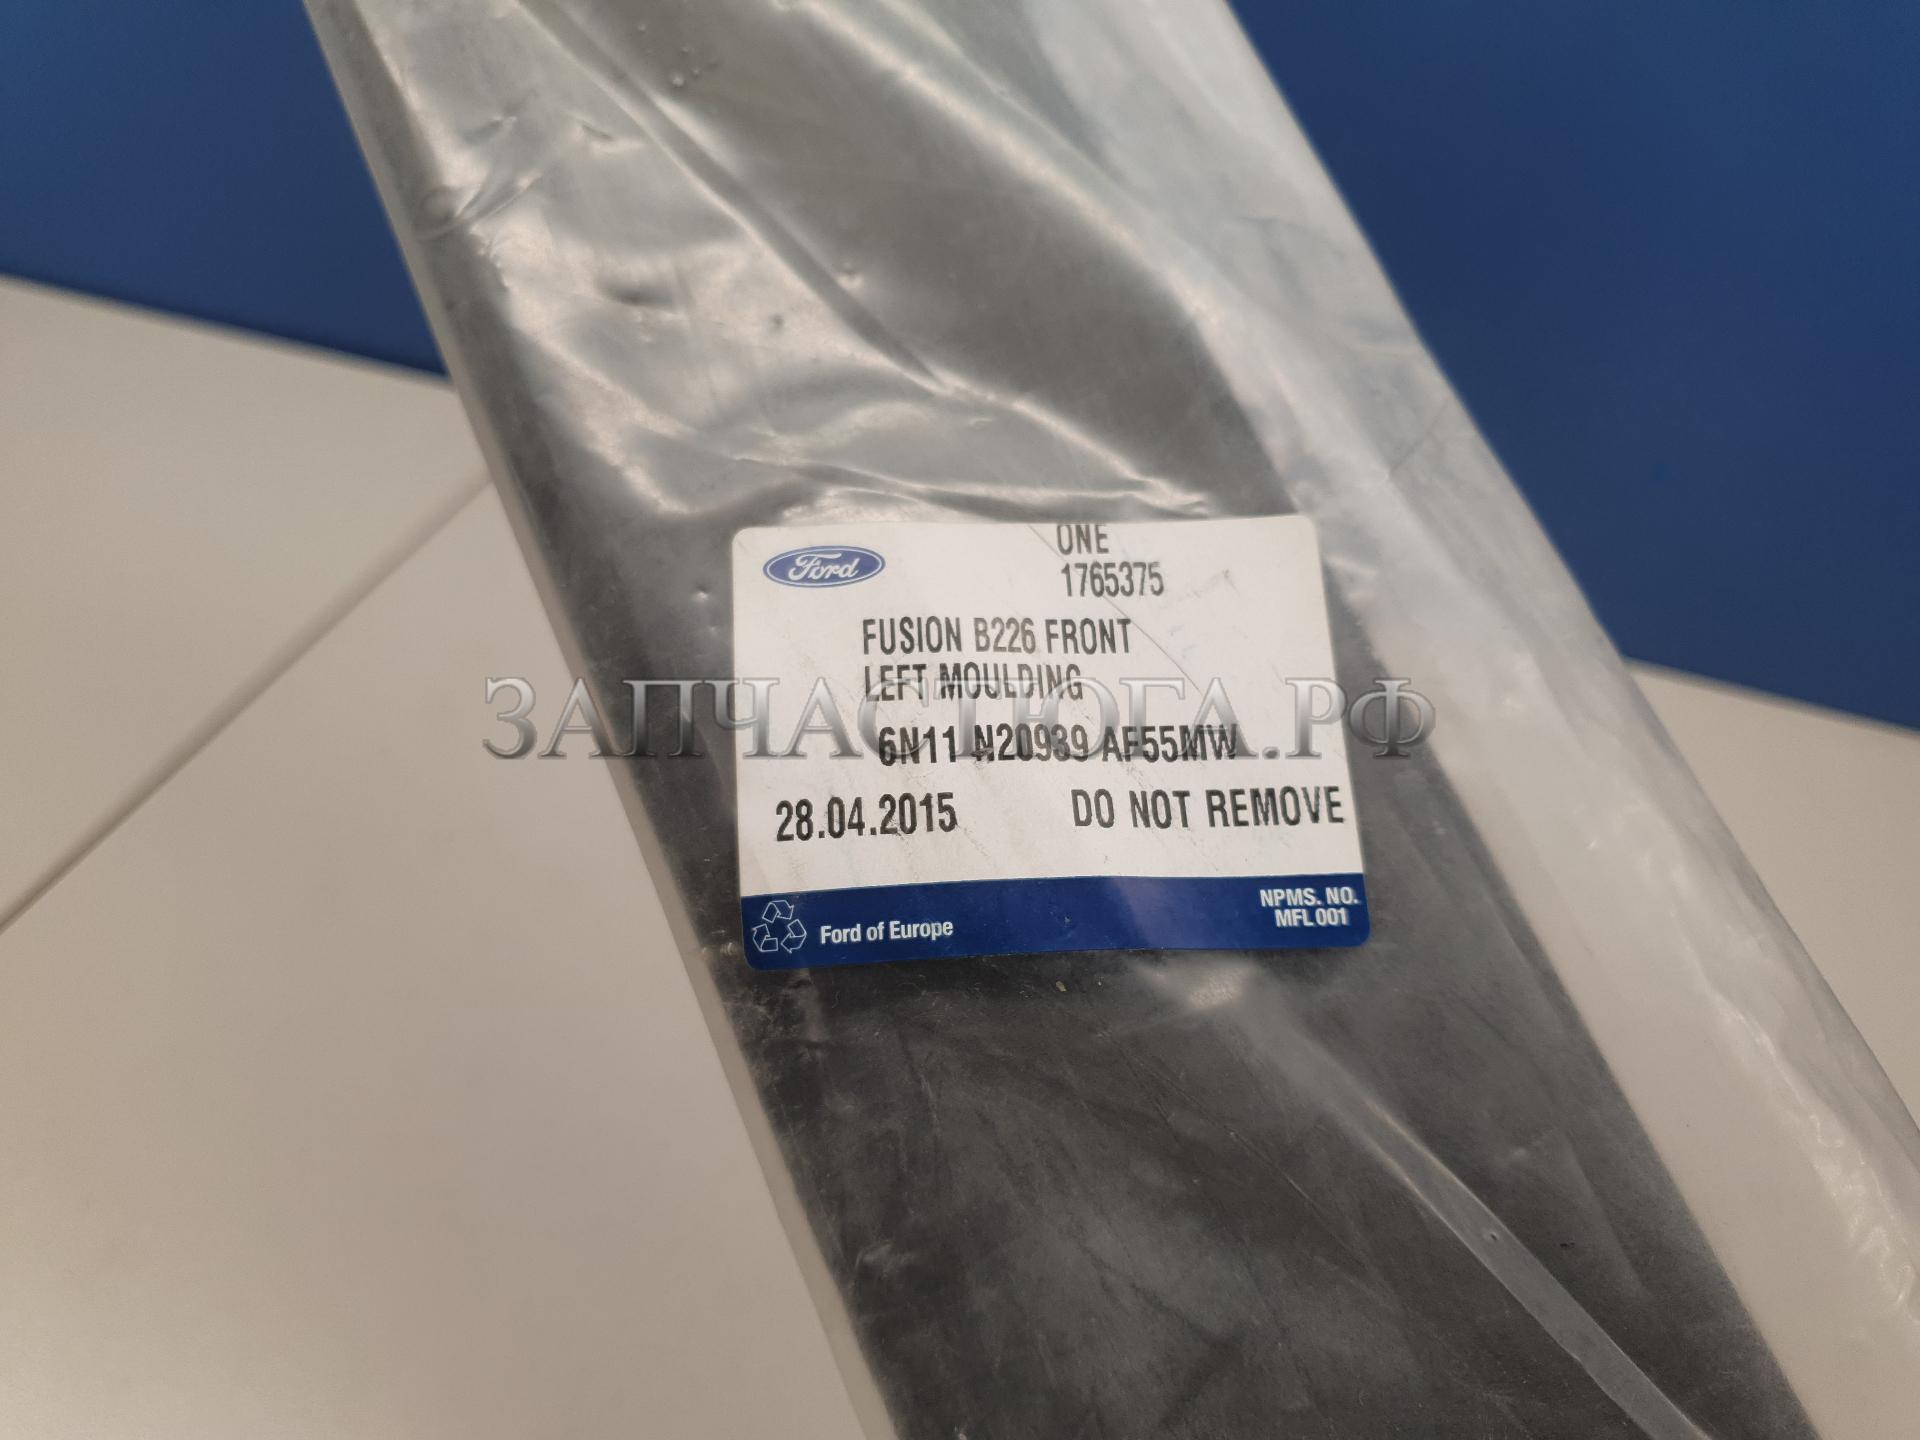 Ford
ONE
1765375
FUSION B226 FRONT
LEFT MOULDING
ЗАПЧАСТЮГА.РФ
6N11 N20939 AF55MW
28.04.2015 DO NOT REMOVE
Ford of Europe
NPMS. NO.
MFL 001